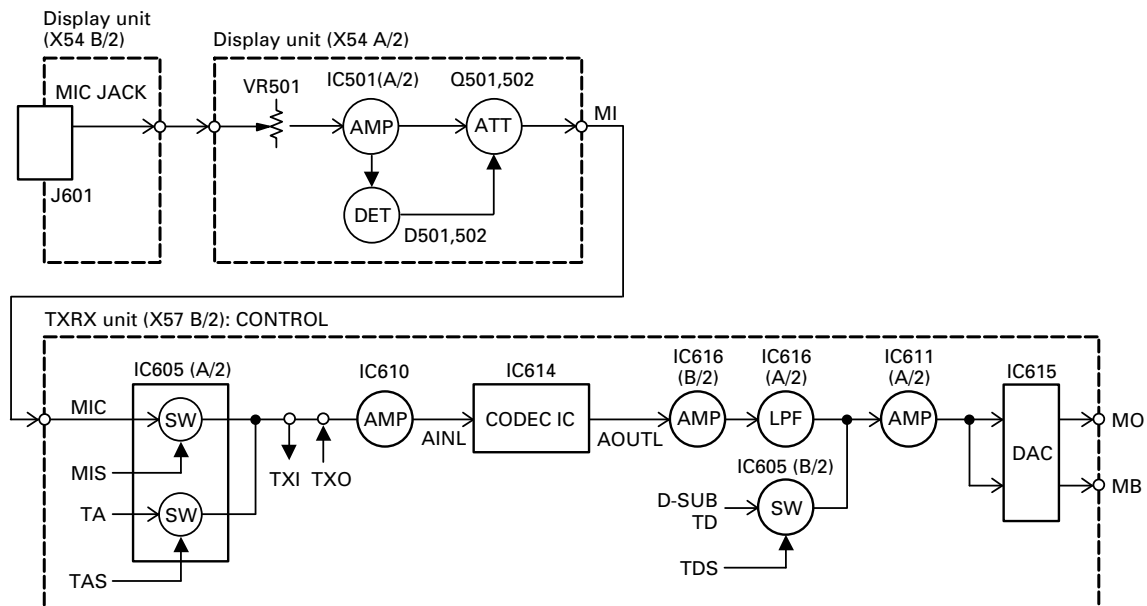 Display unit
(X54 B/2)
Display unit (X54 A/2)
MIC JACK
J601
VR501
IC501(A/2)
Q501,502
AMP
ATT
MI
DET
D501,502
TXRX unit (X57 B/2): CONTROL
IC605 (A/2)
IC610
IC614
IC616
(B/2)
IC616
(A/2)
IC611
(A/2)
IC615
MIC
SW
AMP
AINL
CODEC IC
AOUTL
AMP
LPF
AMP
DAC
MO
MB
MIS
TXI
TXO
TA
SW
TAS
IC605 (B/2)
D-SUB
TD
SW
TDS